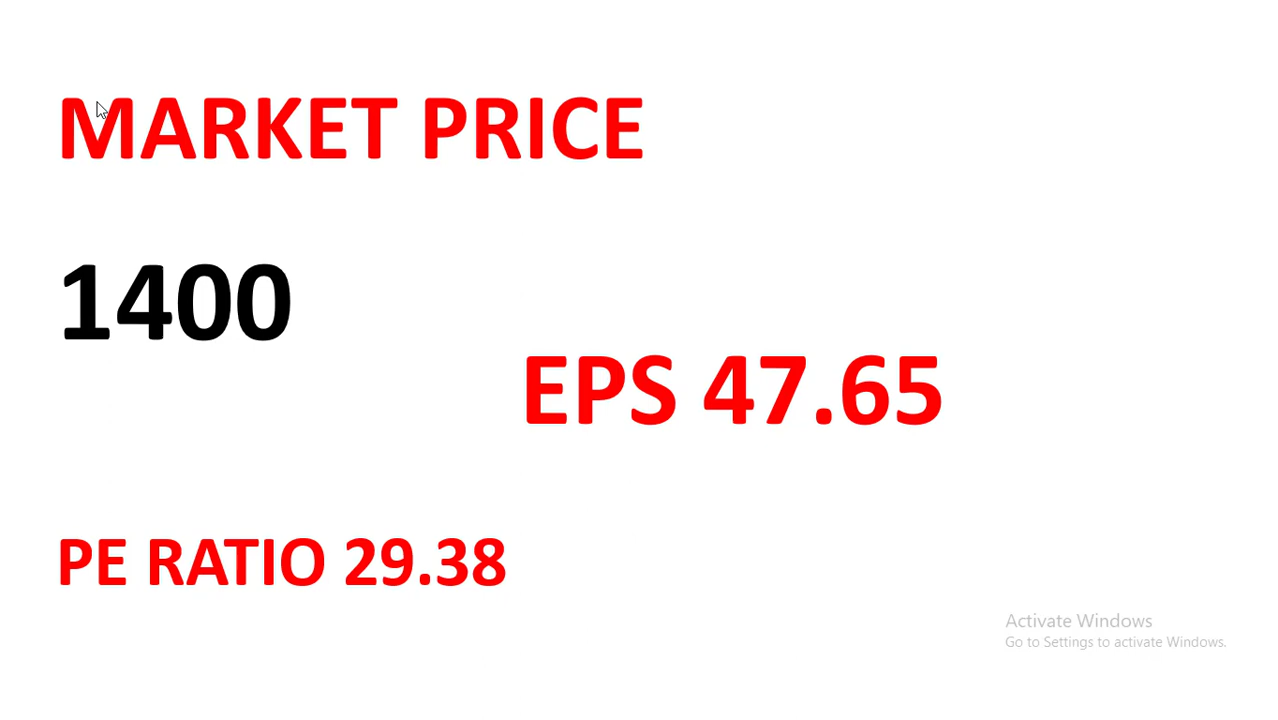 MARKET PRICE
1400
EPS 47.65
PE RATIO 29.38
Activate Windows
Go to Settings to activate Windows.